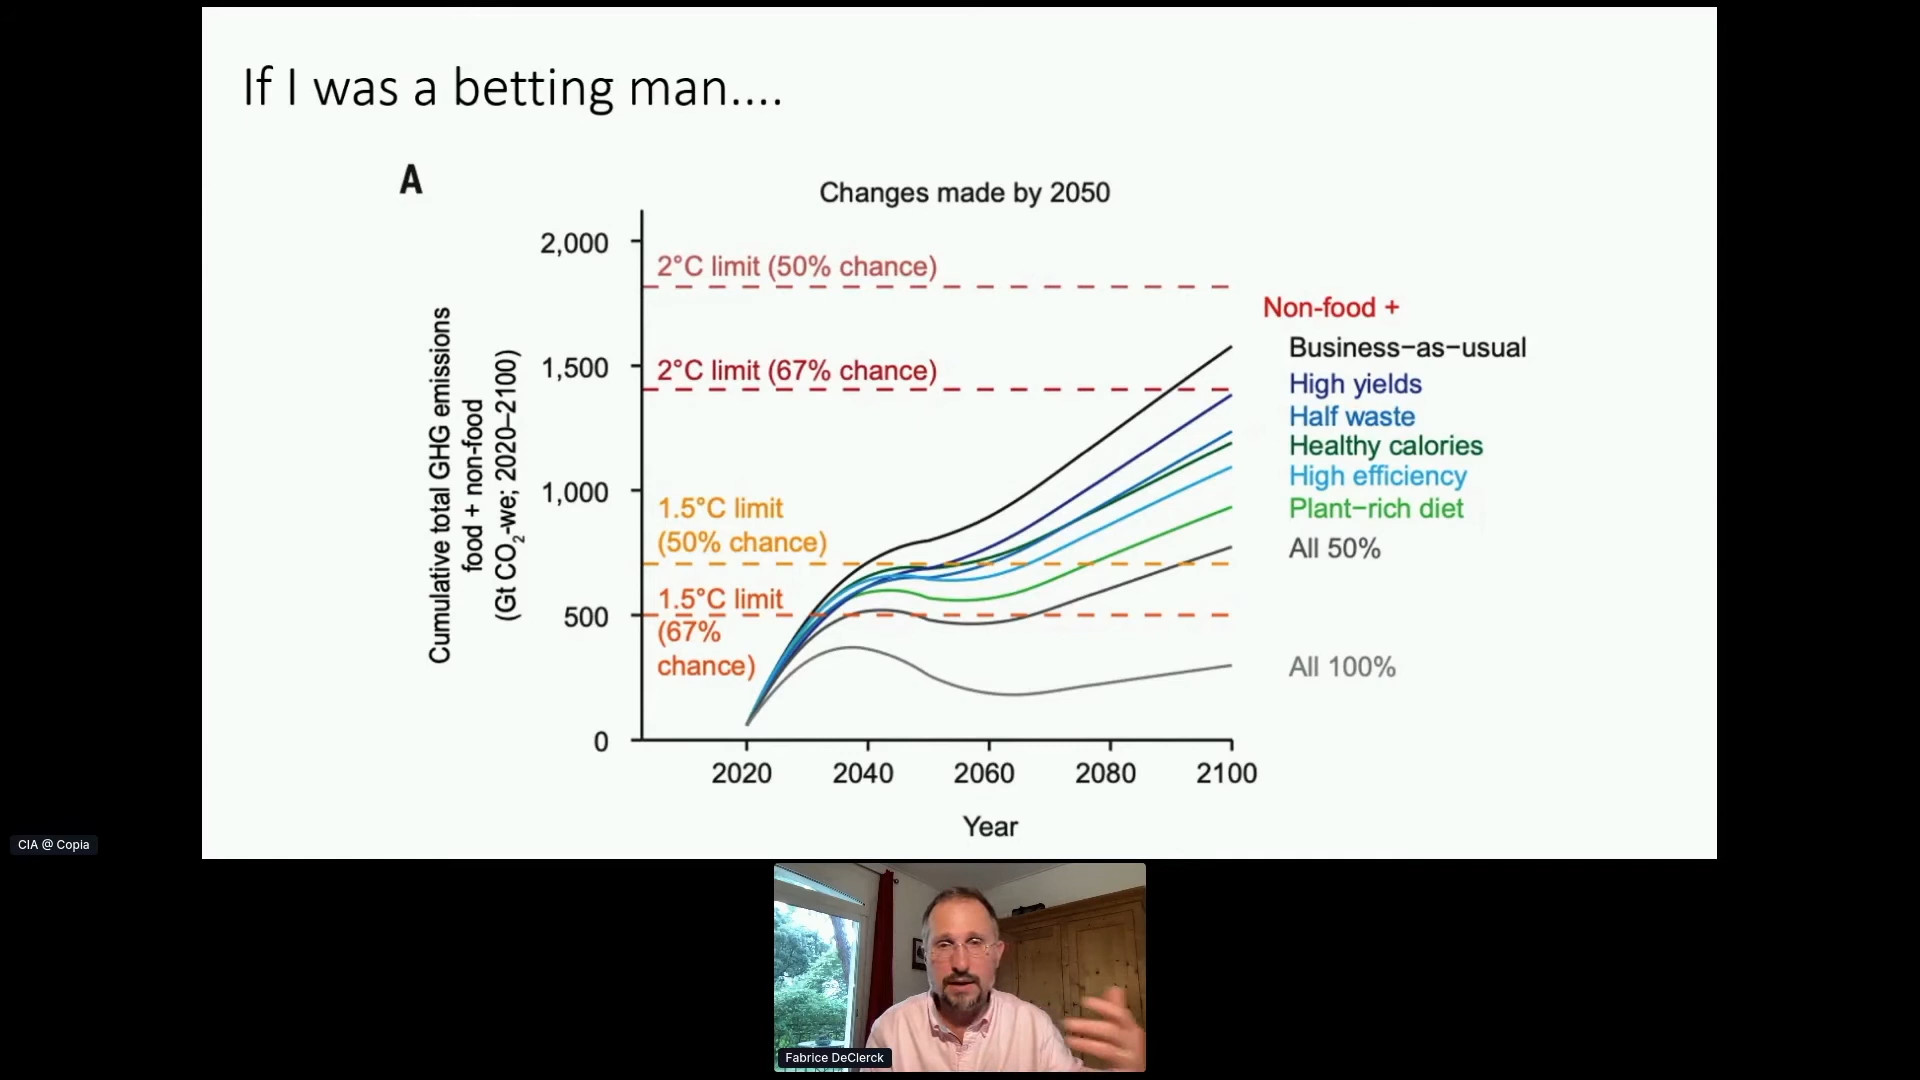 If I was a betting man....
A
Changes made by 2050
Cumulative total GHG emissions
food + non-food
(Gt CO₂-we; 2020–2100)
2,000
1,500
1,000
500
0
2°C limit (50% chance)
2°C limit (67% chance)
1.5°C limit
(50% chance)
1.5°C limit
(67%
chance)
Non-food +
Business-as-usual
High yields
Half waste
Healthy calories
High efficiency
Plant-rich diet
All 50%
All 100%
2020
2040
2060
2080
2100
Year
CIA @ Copia
Fabrice DeClerck